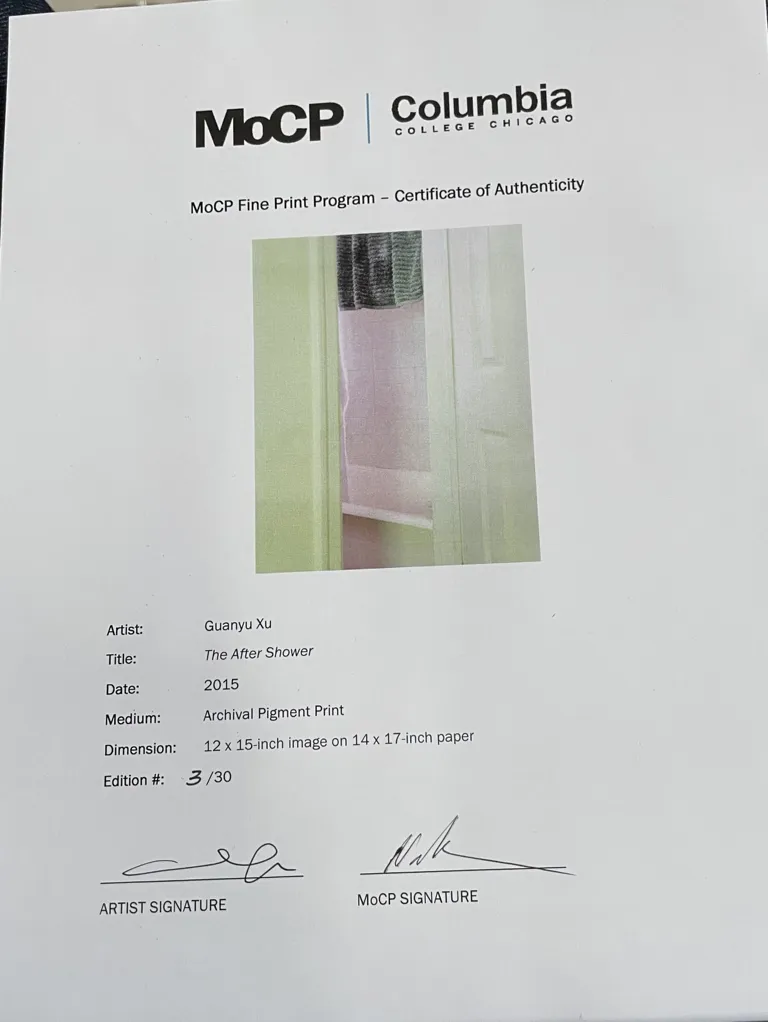 MoCP | Columbia
COLLEGE CHICAGO
MoCP Fine Print Program – Certificate of Authenticity
Artist: Guanyu Xu
Title: The After Shower
Date: 2015
Medium: Archival Pigment Print
Dimension: 12 x 15-inch image on 14 x 17-inch paper
Edition #: 3/30
ARTIST SIGNATURE
MoCP SIGNATURE